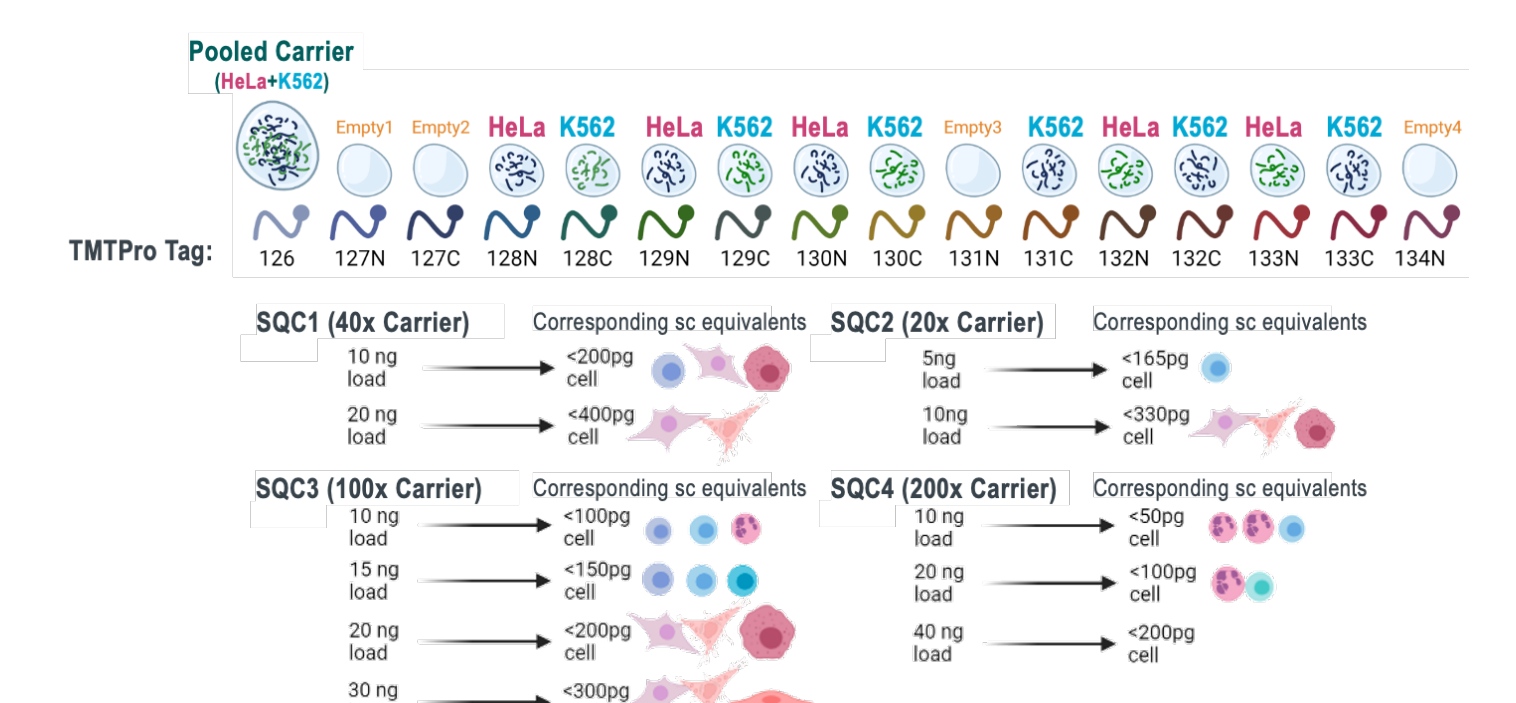 Pooled Carrier
(HeLa+K562)
Empty1 Empty2 HeLa K562 HeLa K562 HeLa K562 Empty3 K562 HeLa K562 HeLa K562 Empty4
TMTPro Tag: 126 127N 127C 128N 128C 129N 129C 130N 130C 131N 131C 132N 132C 133N 133C 134N
SQC1 (40x Carrier) Corresponding sc equivalents
10 ng
load
<200pg
cell
20 ng
load
<400pg
cell
SQC2 (20x Carrier) Corresponding sc equivalents
5ng
load
<165pg
cell
10ng
load
<330pg
cell
SQC3 (100x Carrier) Corresponding sc equivalents
10 ng
load
<100pg
cell
15 ng
load
<150pg
cell
20 ng
load
<200pg
cell
30 ng
<300pg
SQC4 (200x Carrier) Corresponding sc equivalents
10 ng
load
<50pg
cell
20 ng
load
<100pg
cell
40 ng
load
<200pg
cell